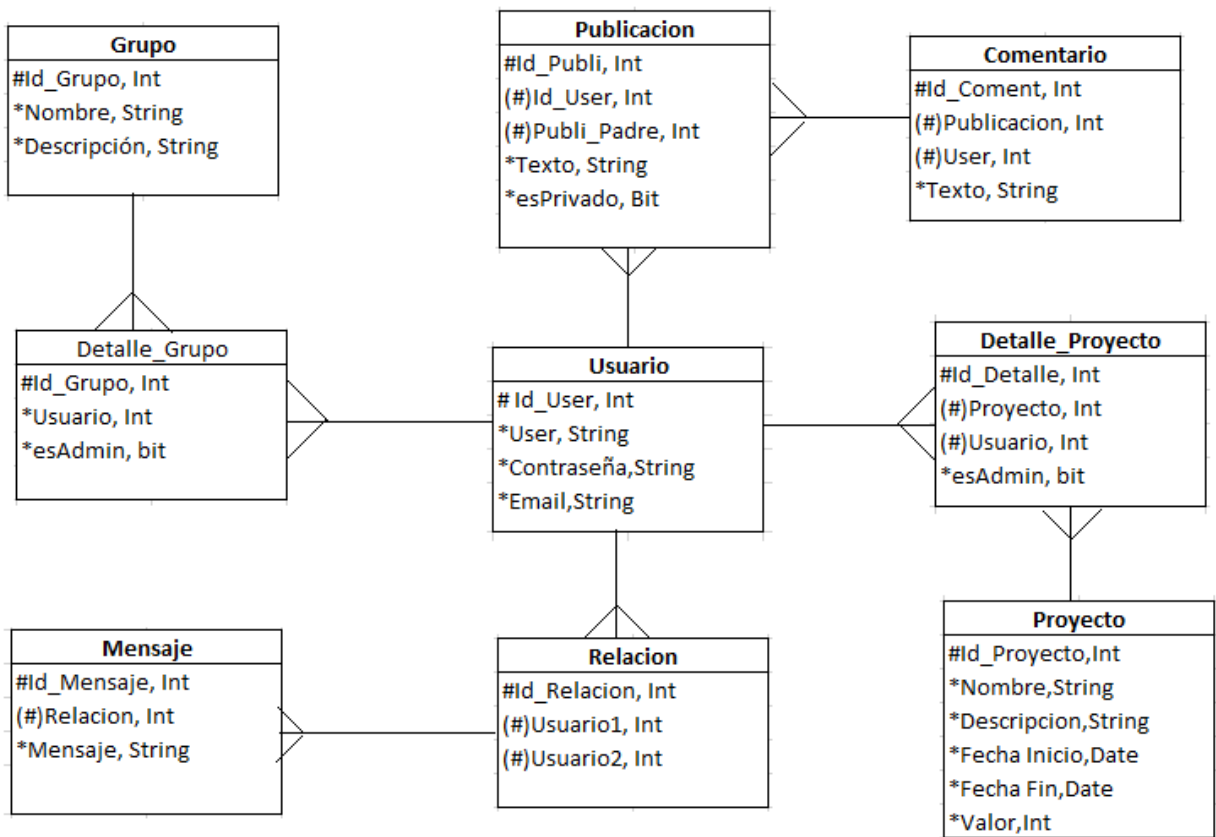 Grupo
#Id_Grupo, Int
*Nombre, String
*Descripción, String
Publicacion
#Id_Publi, Int
(#)Id_User, Int
(#)Publi_Padre, Int
*Texto, String
*esPrivado, Bit
Comentario
#Id_Coment, Int
(#)Publicacion, Int
(#)User, Int
*Texto, String
Detalle_Grupo
#Id_Grupo, Int
*Usuario, Int
*esAdmin, bit
Usuario
# Id_User, Int
*User, String
*Contraseña,String
*Email,String
Detalle_Proyecto
#Id_Detalle, Int
(#)Proyecto, Int
(#)Usuario, Int
*esAdmin, bit
Mensaje
#Id_Mensaje, Int
(#)Relacion, Int
*Mensaje, String
Relacion
#Id_Relacion, Int
(#)Usuario1, Int
(#)Usuario2, Int
Proyecto
#Id_Proyecto,Int
*Nombre,String
*Descripcion,String
*Fecha Inicio,Date
*Fecha Fin,Date
*Valor,Int